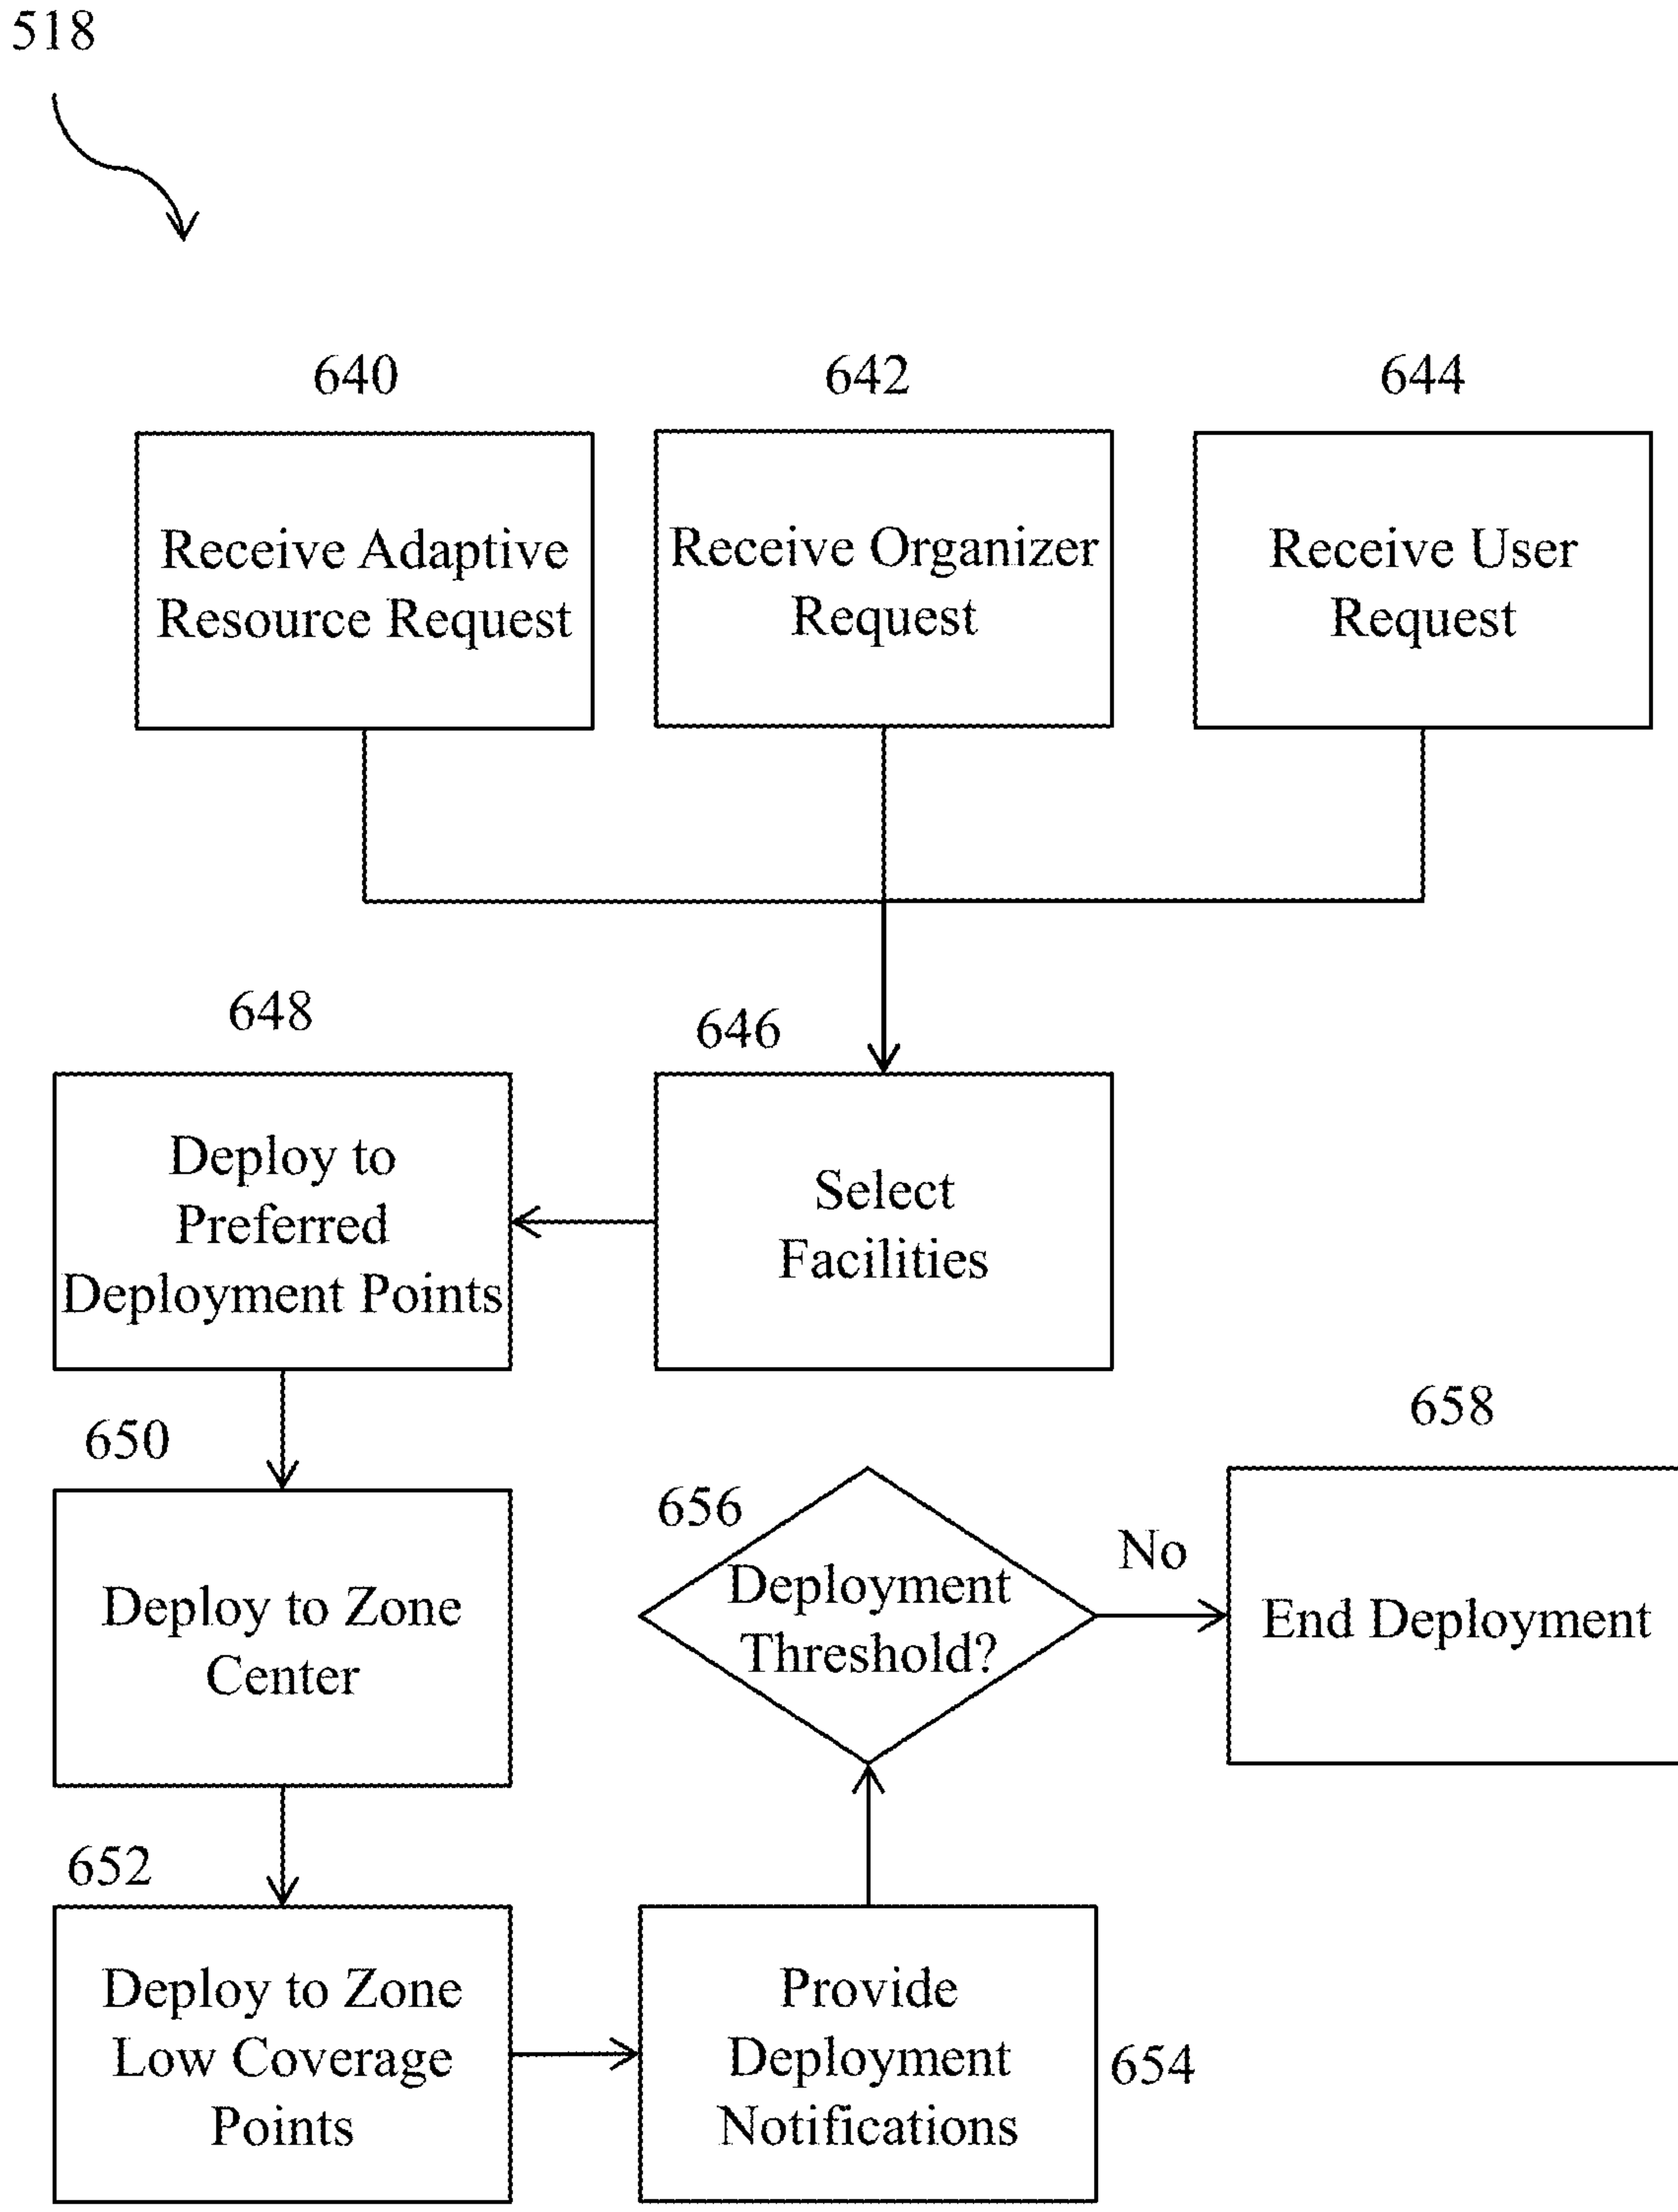 518
640
642
644
Receive Adaptive
Resource Request
Receive Organizer
Request
Receive User
Request
648
646
Deploy to
Preferred
Deployment Points
Select
Facilities
650
656
658
Deploy to Zone
Center
Deployment
Threshold?
No
End Deployment
652
Deploy to Zone
Low Coverage
Points
Provide
Deployment
Notifications
654